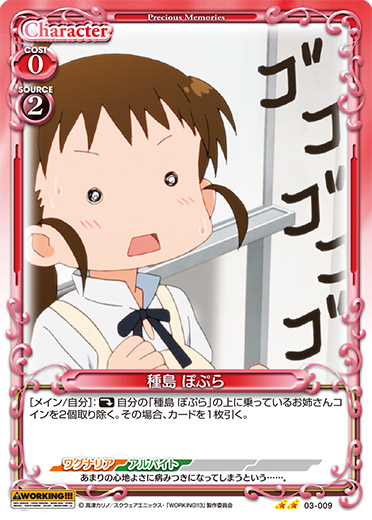 Precious Memories
Character
COST
0
SOURCE
2
ゴゴゴゴゴ
種島 ぽぷら
[メイン/自分]: 自分の「種島 ぽぷら」の上に乗っているお姉さんコ
インを2個取り除く。その場合、カードを1枚引く。
ワグナリア アルバイト
あまりの心地よさに病みつきになってしまうという……。
WORKING!!!
© 高津カリノ/スクウェアエニックス・「WORKING!!3」製作委員会
03-009